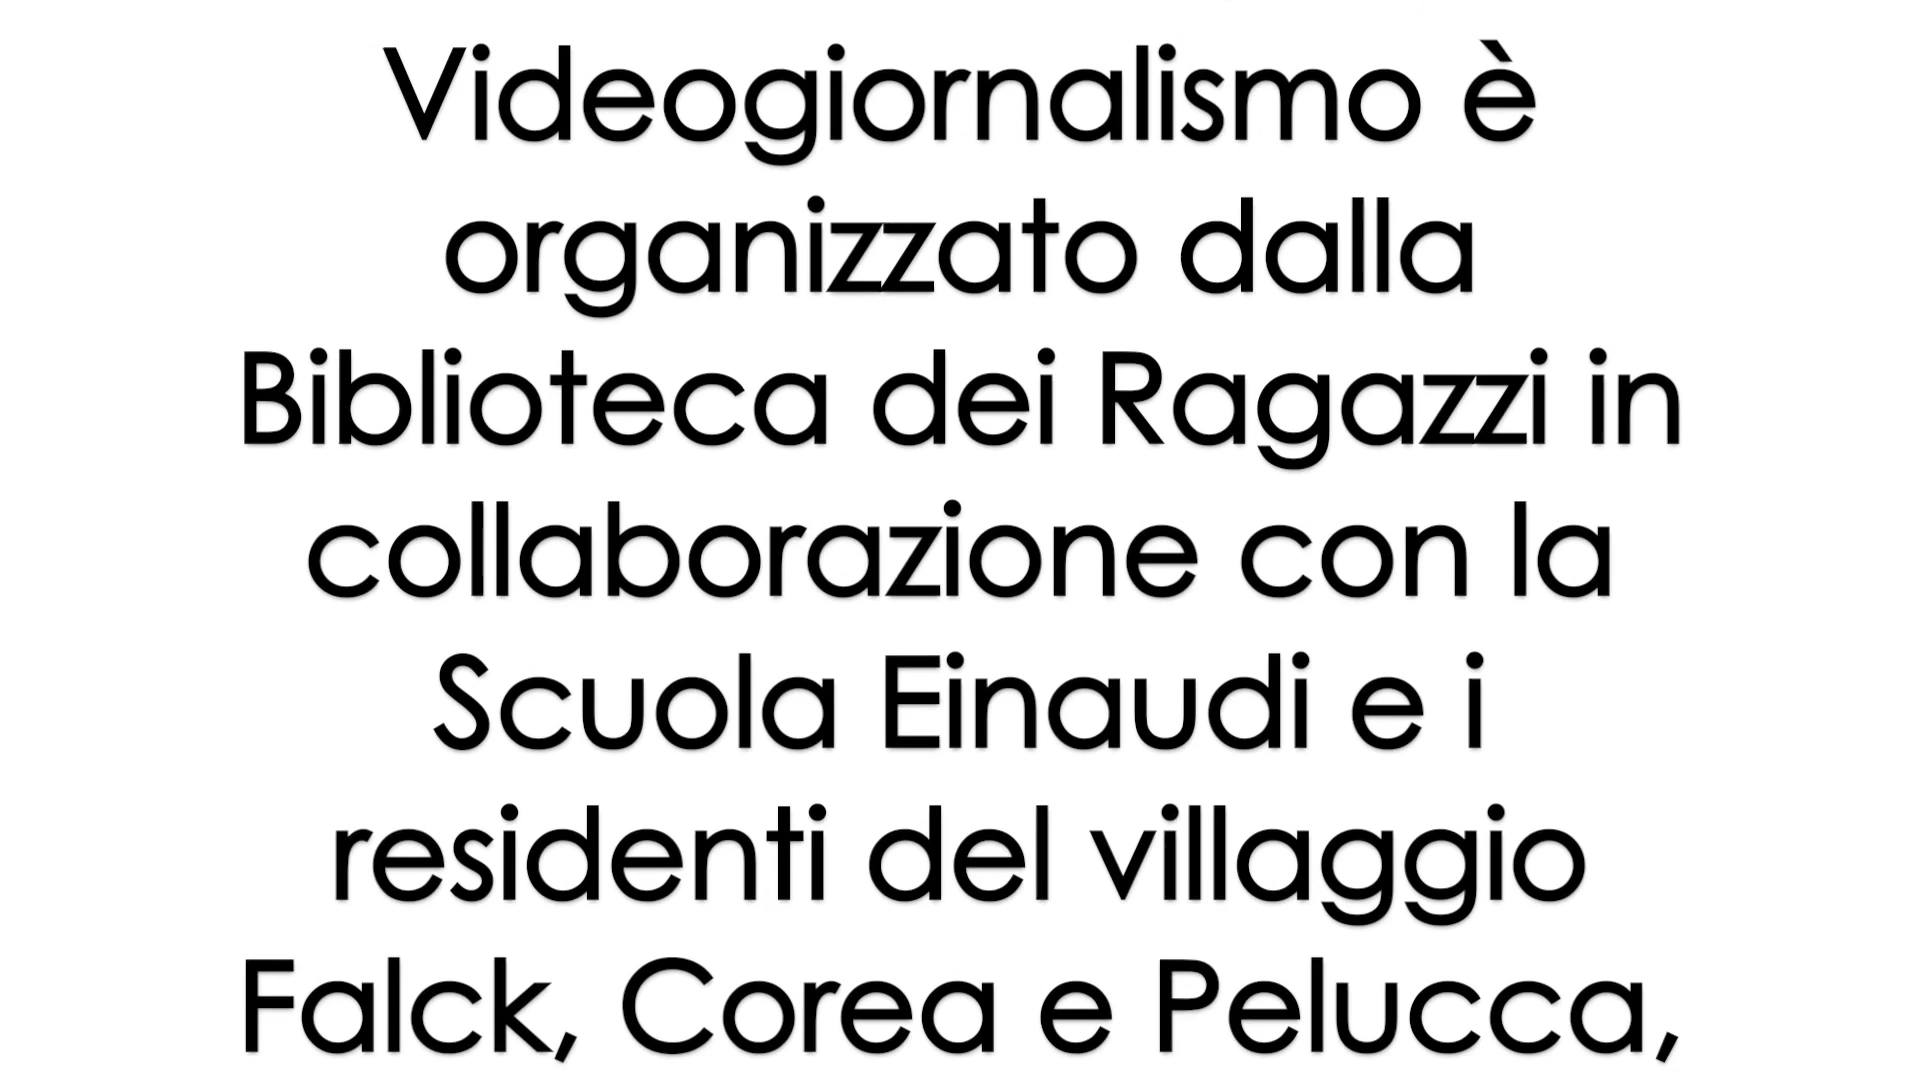 Videogiornalismo è
organizzato dalla
Biblioteca dei Ragazzi in
collaborazione con la
Scuola Einaudi e i
residenti del villaggio
Falck, Corea e Pelucca,